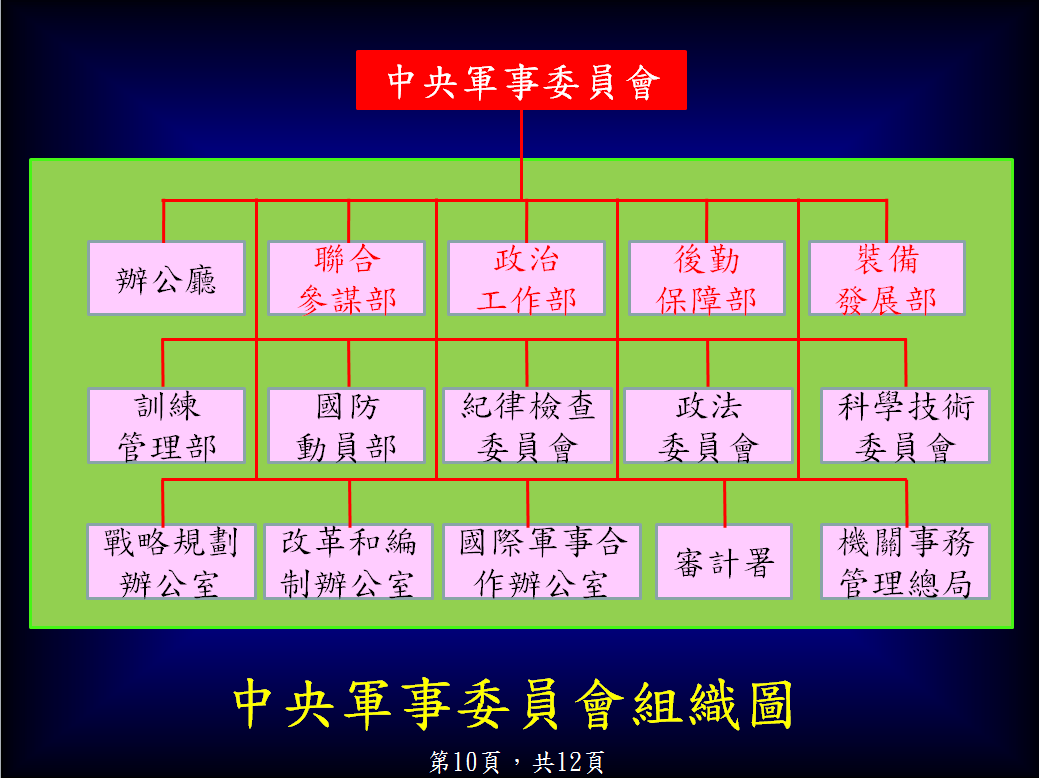 中央軍事委員會
辦公廳
聯合
參謀部
政治
工作部
後勤
保障部
裝備
發展部
訓練
管理部
國防
動員部
紀律檢查
委員會
政法
委員會
科學技術
委員會
戰略規劃
辦公室
改革和編
制辦公室
國際軍事合
作辦公室
審計署
機關事務
管理總局
中央軍事委員會組織圖
第10頁，共12頁